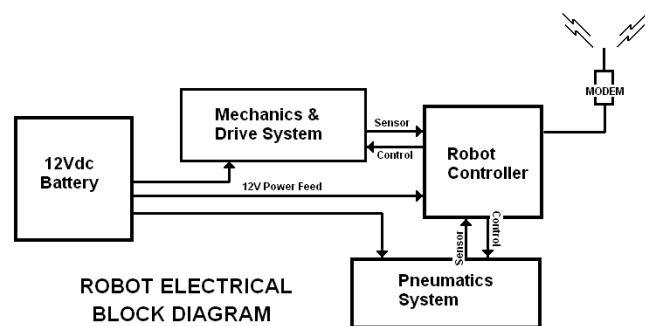 MODEM
Mechanics &
Drive System
Sensor
Control
Robot
Controller
12Vdc
Battery
12V Power Feed
Sensor
Control
Pneumatics
System
ROBOT ELECTRICAL
BLOCK DIAGRAM